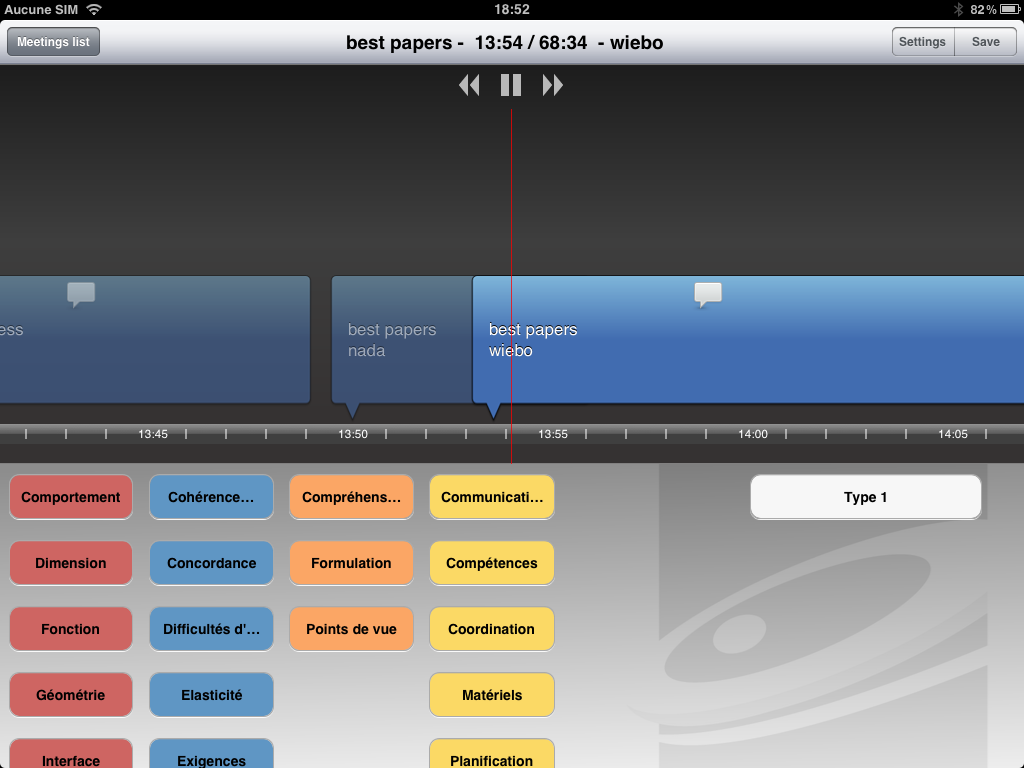 Aucune SIM 18:52 82%
Meetings list best papers - 13:54 / 68:34 - wiebo Settings Save
ess best papers best papers
nada wiebo
13:45 13:50 13:55 14:00 14:05
Comportement Cohérence... Compréhens... Communicati... Type 1
Dimension Concordance Formulation Compétences
Fonction Difficultés d'... Points de vue Coordination
Géométrie Elasticité Matériels
Interface Exigences Planification